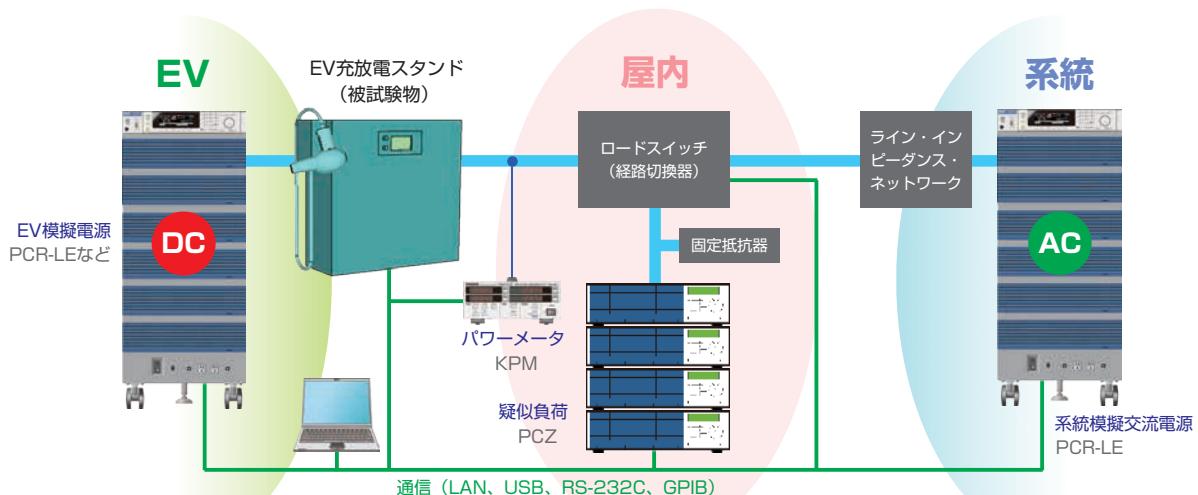 EV
屋内
系統
EV充放電スタンド
（被試験物）
ロードスイッチ
（経路切換器）
ライン・イン
ピーダンス・
ネットワーク
EV模擬電源
PCR-LEなど
DC
AC
固定抵抗器
パワーメータ
KPM
疑似負荷
PCZ
系統模擬交流電源
PCR-LE
通信（LAN、USB、RS-232C、GPIB）